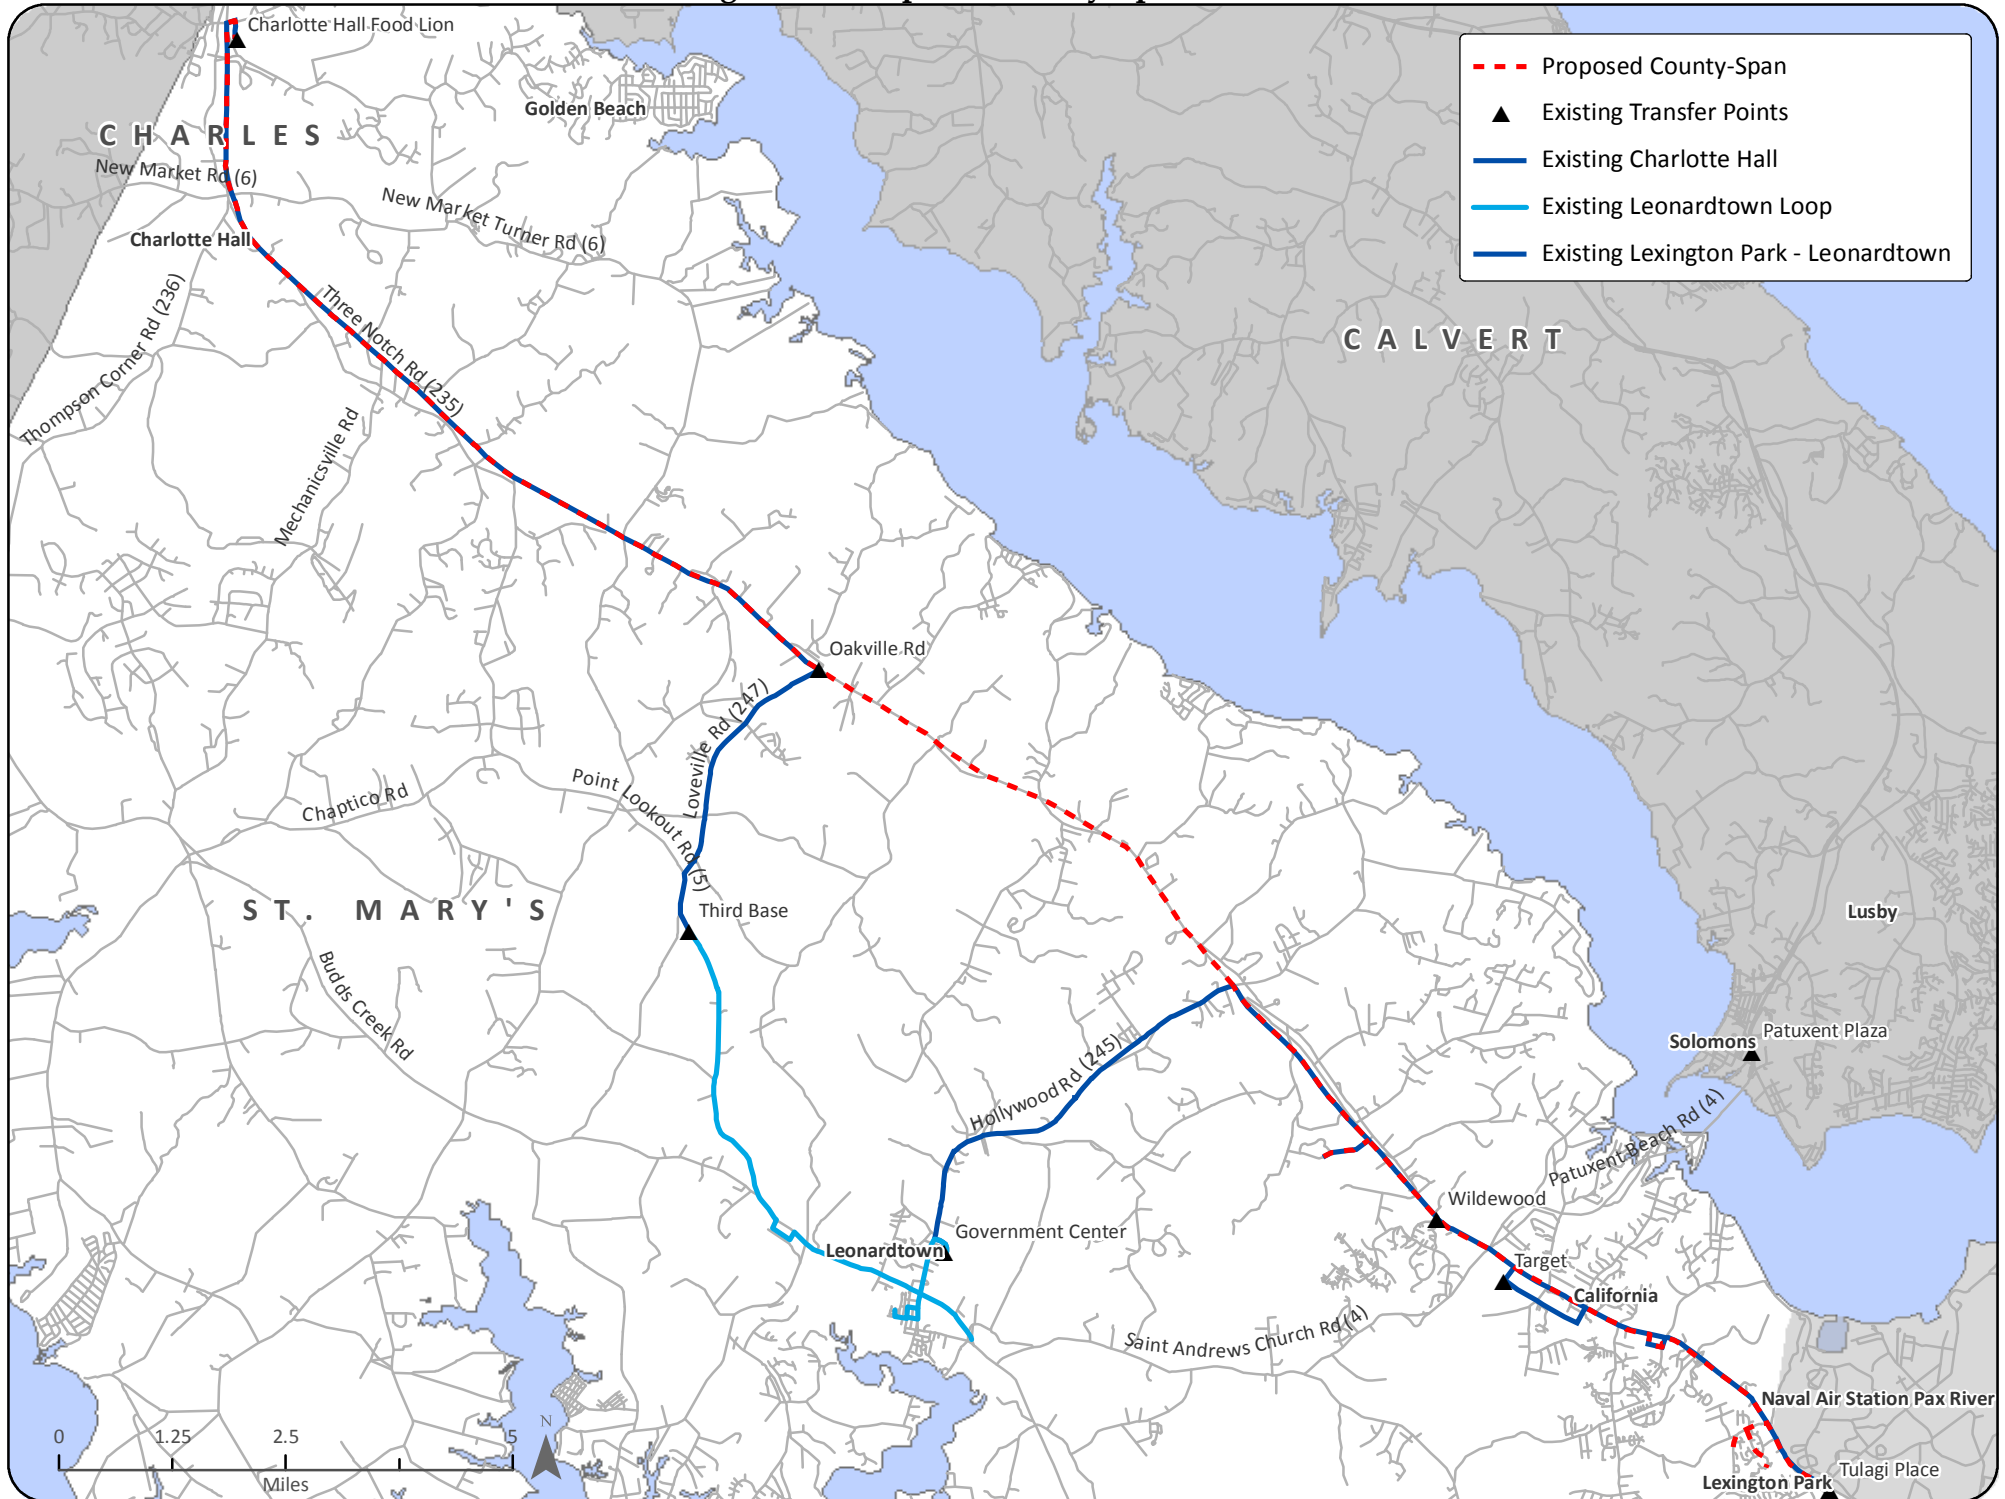 Charlotte Hall Food Lion
Proposed County-Span
Existing Transfer Points
Existing Charlotte Hall
Existing Leonardtown Loop
Existing Lexington Park - Leonardtown
Golden Beach
CHARLES
New Market Rd (6)
New Market Turner Rd (6)
Charlotte Hall
Thompson Corner Rd (236)
Three Notch Rd (235)
CALVERT
Mechanicsville Rd
Oakville Rd
Loveville Rd (247)
Point Lookout Rd (5)
Chaptico Rd
ST. MARY'S
Third Base
Lusby
Buds Creek Rd
Solomons
Patuxent Plaza
Hollywood Rd (245)
Patuxent Beach Rd (4)
Wildewood
Government Center
Leonardtown
Target
California
Saint Andrews Church Rd (4)
Naval Air Station Pax River
0 1.25 2.5 5
Miles
N
Tulagi Place
Lexington Park